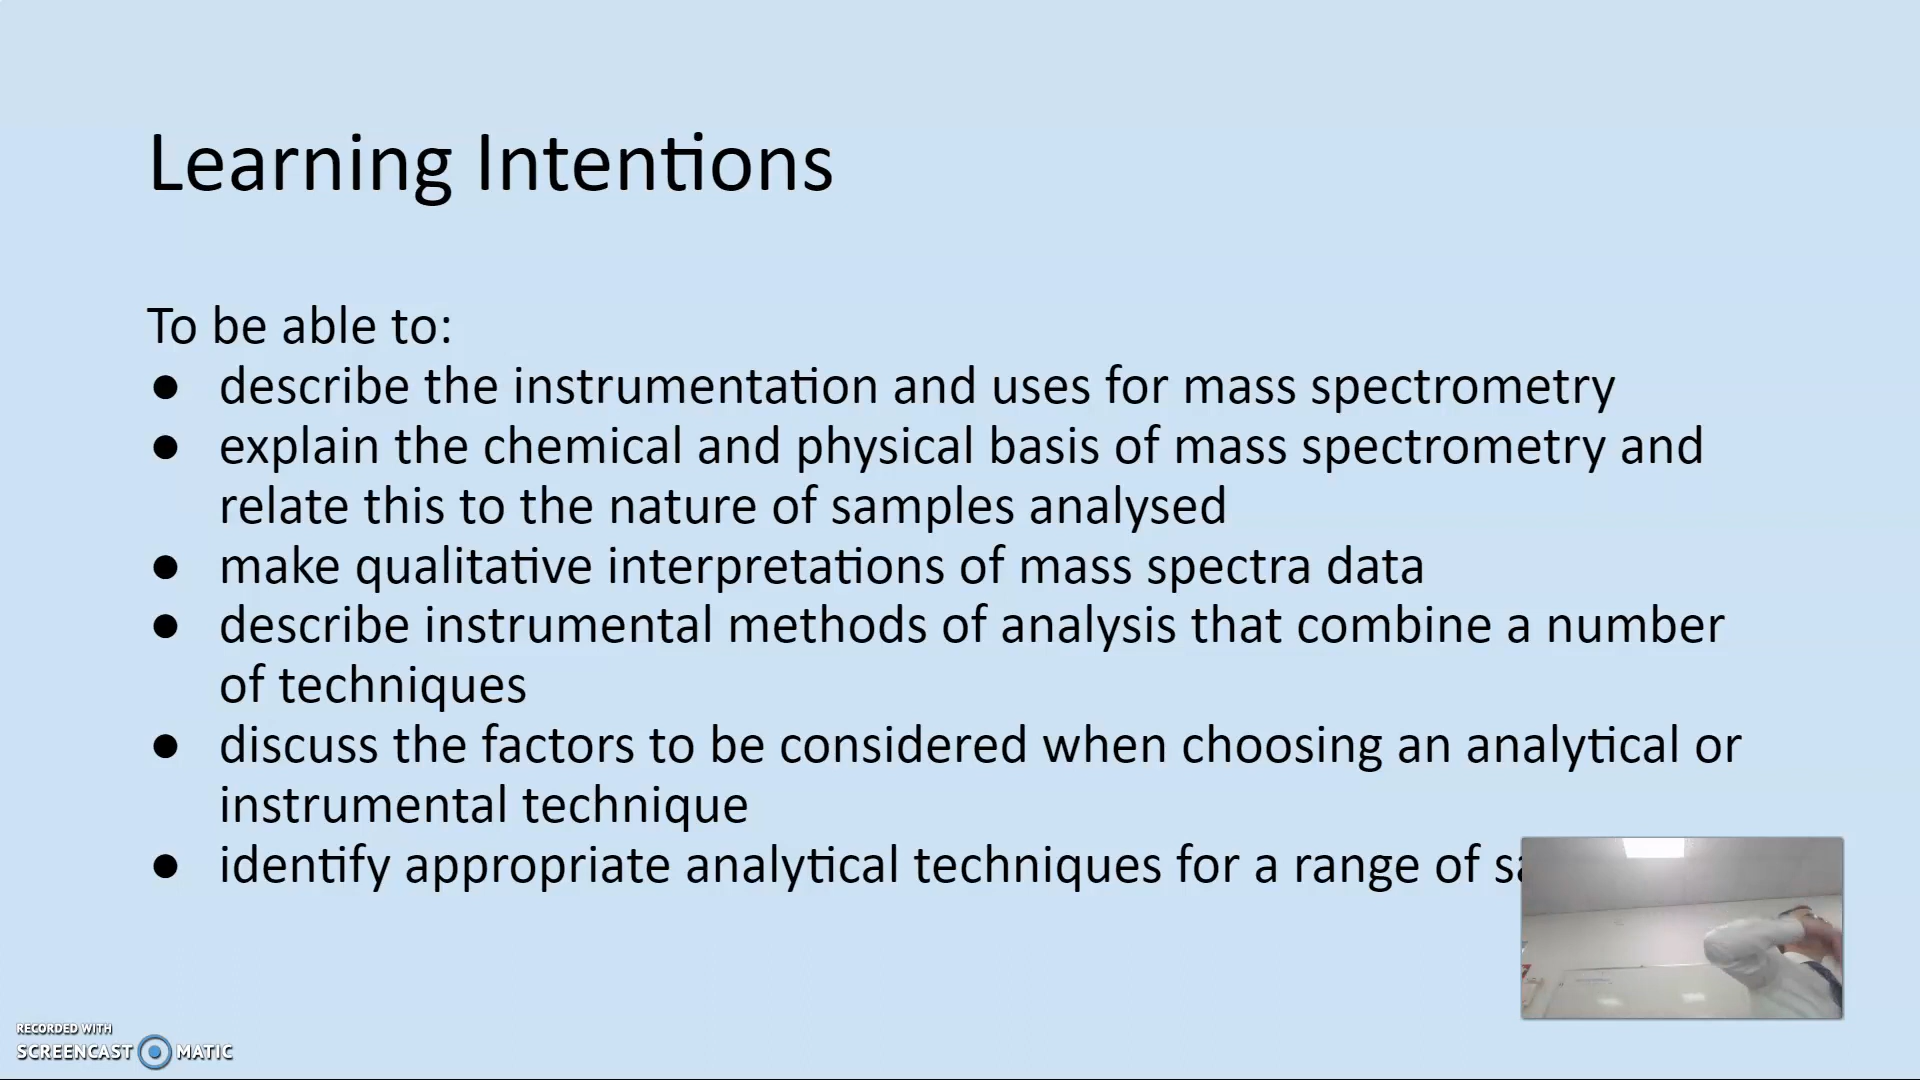 Learning Intentions
To be able to:
● describe the instrumentation and uses for mass spectrometry
● explain the chemical and physical basis of mass spectrometry and
relate this to the nature of samples analysed
● make qualitative interpretations of mass spectra data
● describe instrumental methods of analysis that combine a number
of techniques
● discuss the factors to be considered when choosing an analytical or
instrumental technique
● identify appropriate analytical techniques for a range of
RECORDED WITH
SCREENCAST MATIC